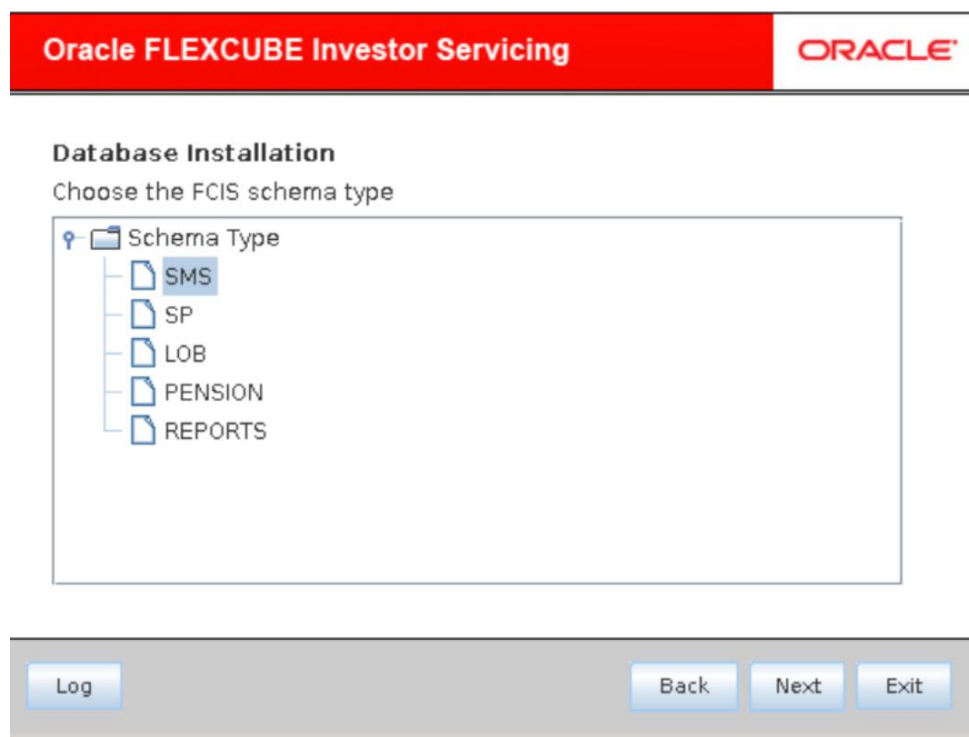 Oracle FLEXCUBE Investor Servicing
ORACLE
Database Installation
Choose the FCIS schema type
Schema Type
SMS
SP
LOB
PENSION
REPORTS
Log
Back
Next
Exit